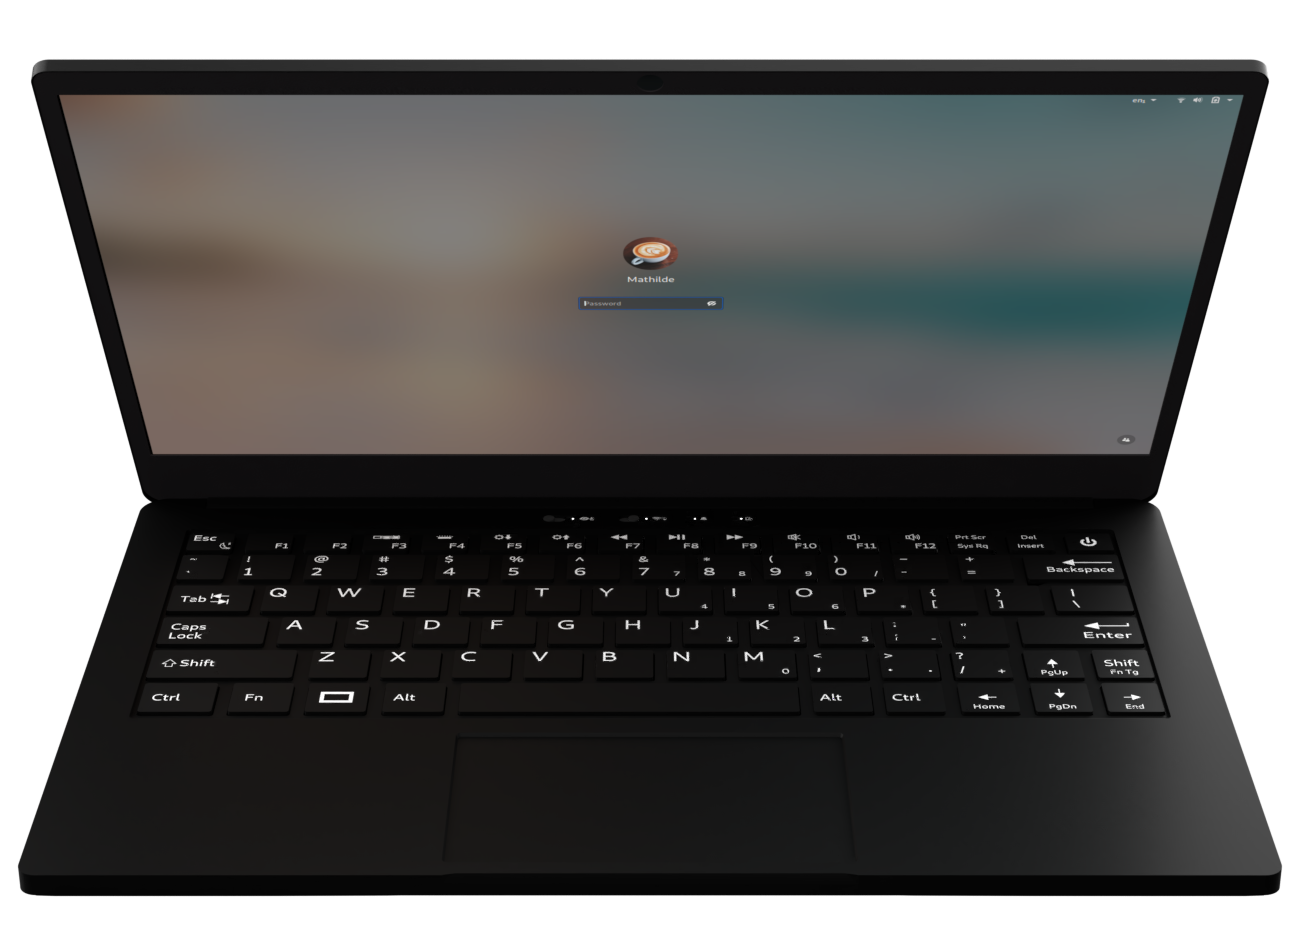 en₂
Mathilde
Password
Esc F1 F2 F3 F4 F5 F6 F7 F8 F9 F10 F11 F12 Prt Scr Sys Rq Del Insert
~ ` ! 1 @ 2 # 3 $ 4 % 5 ^ 6 & 7 7 * 8 8 ( 9 9 ) 0 / _ - + = Backspace
Tab Q W E R T Y U 4 I 5 O 6 P * { [ } ] | \
Caps Lock A S D F G H J 1 K 2 L 3 : ; - " ' Enter
Shift Z X C V B N M 0 < , > . . ? / + PgUp Shift Fn Tg
Ctrl Fn Alt Alt Ctrl Home PgDn End